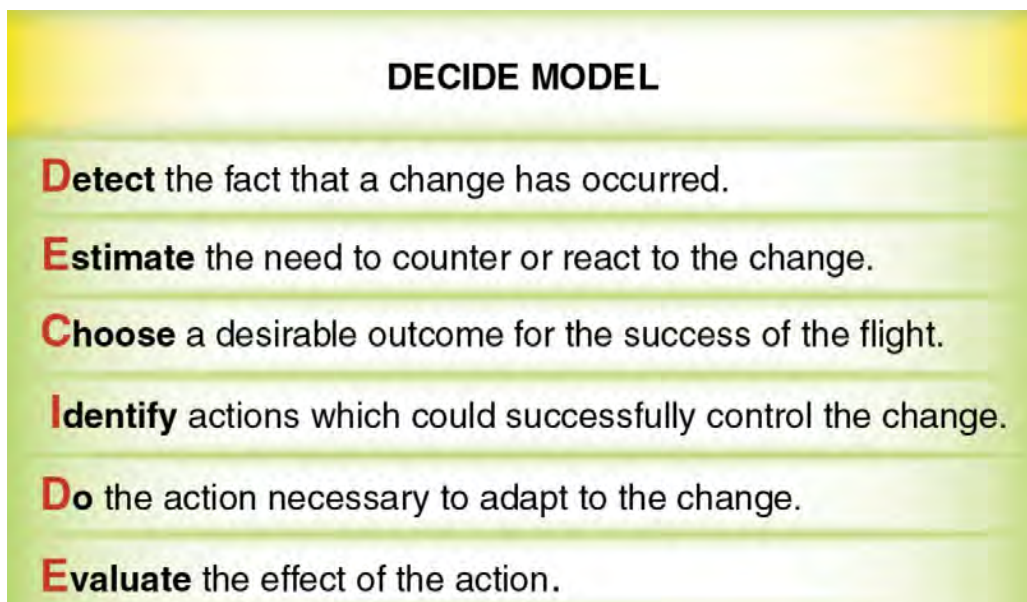 DECIDE MODEL
Detect the fact that a change has occurred.
Estimate the need to counter or react to the change.
Choose a desirable outcome for the success of the flight.
Identify actions which could successfully control the change.
Do the action necessary to adapt to the change.
Evaluate the effect of the action.